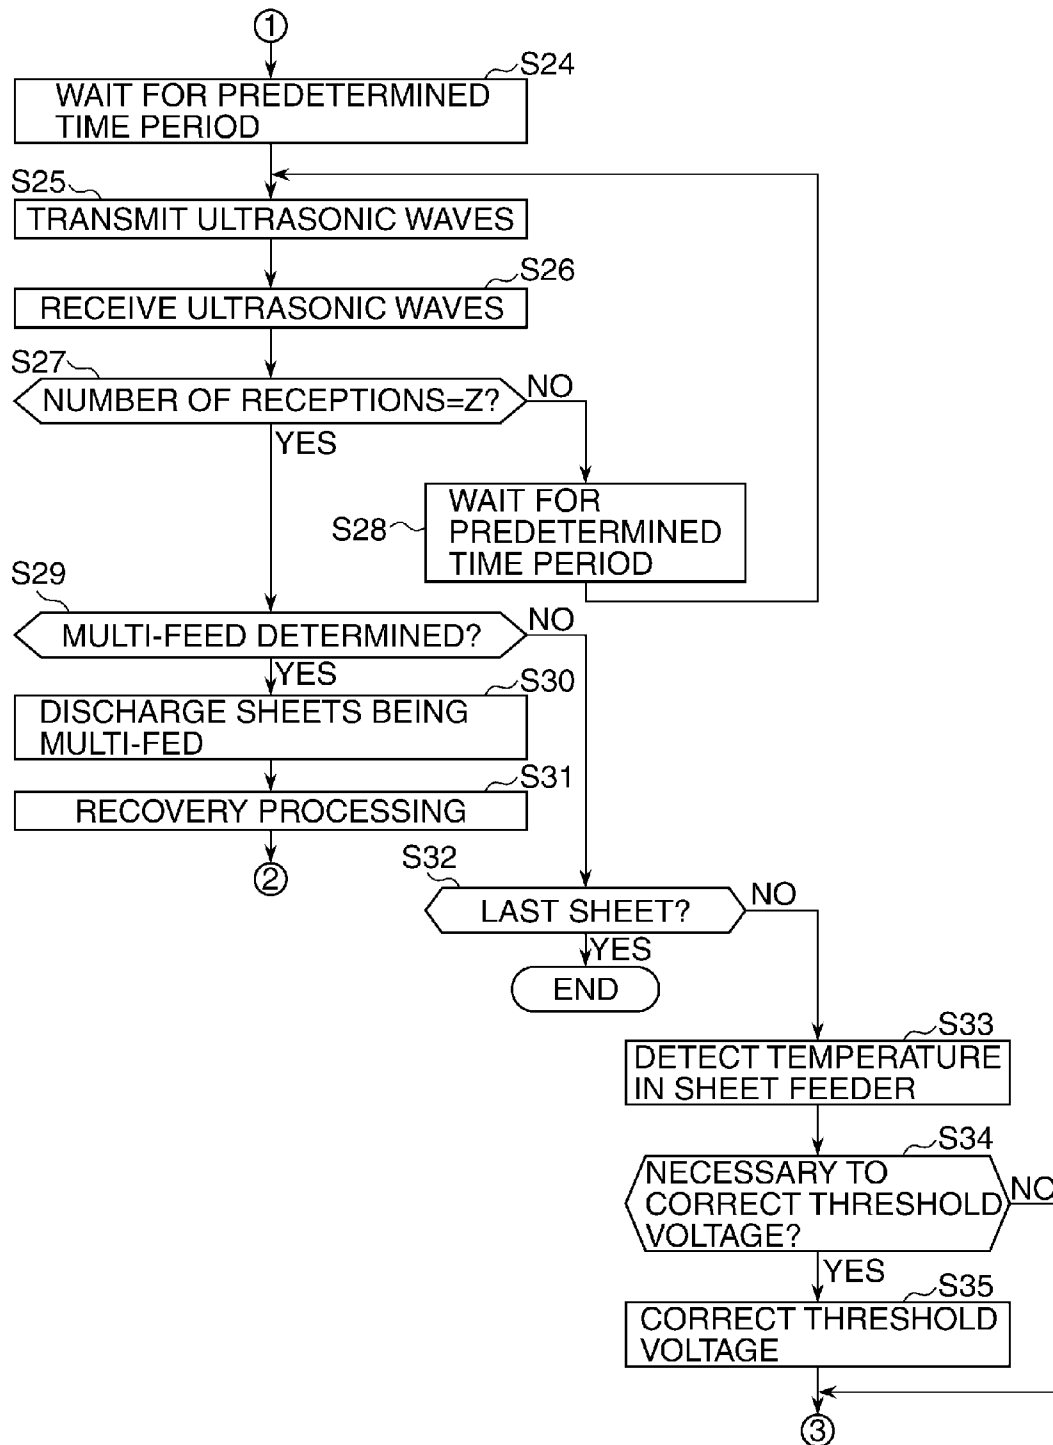 1
S24
WAIT FOR PREDETERMINED
TIME PERIOD
S25
TRANSMIT ULTRASONIC WAVES
S26
RECEIVE ULTRASONIC WAVES
S27
NUMBER OF RECEPTIONS=Z?
NO
YES
S28
WAIT FOR
PREDETERMINED
TIME PERIOD
S29
MULTI-FEED DETERMINED?
NO
YES
S30
DISCHARGE SHEETS BEING
MULTI-FED
S31
RECOVERY PROCESSING
2
S32
LAST SHEET?
NO
YES
END
S33
DETECT TEMPERATURE
IN SHEET FEEDER
S34
NECESSARY TO
CORRECT THRESHOLD
VOLTAGE?
NO
YES
S35
CORRECT THRESHOLD
VOLTAGE
3